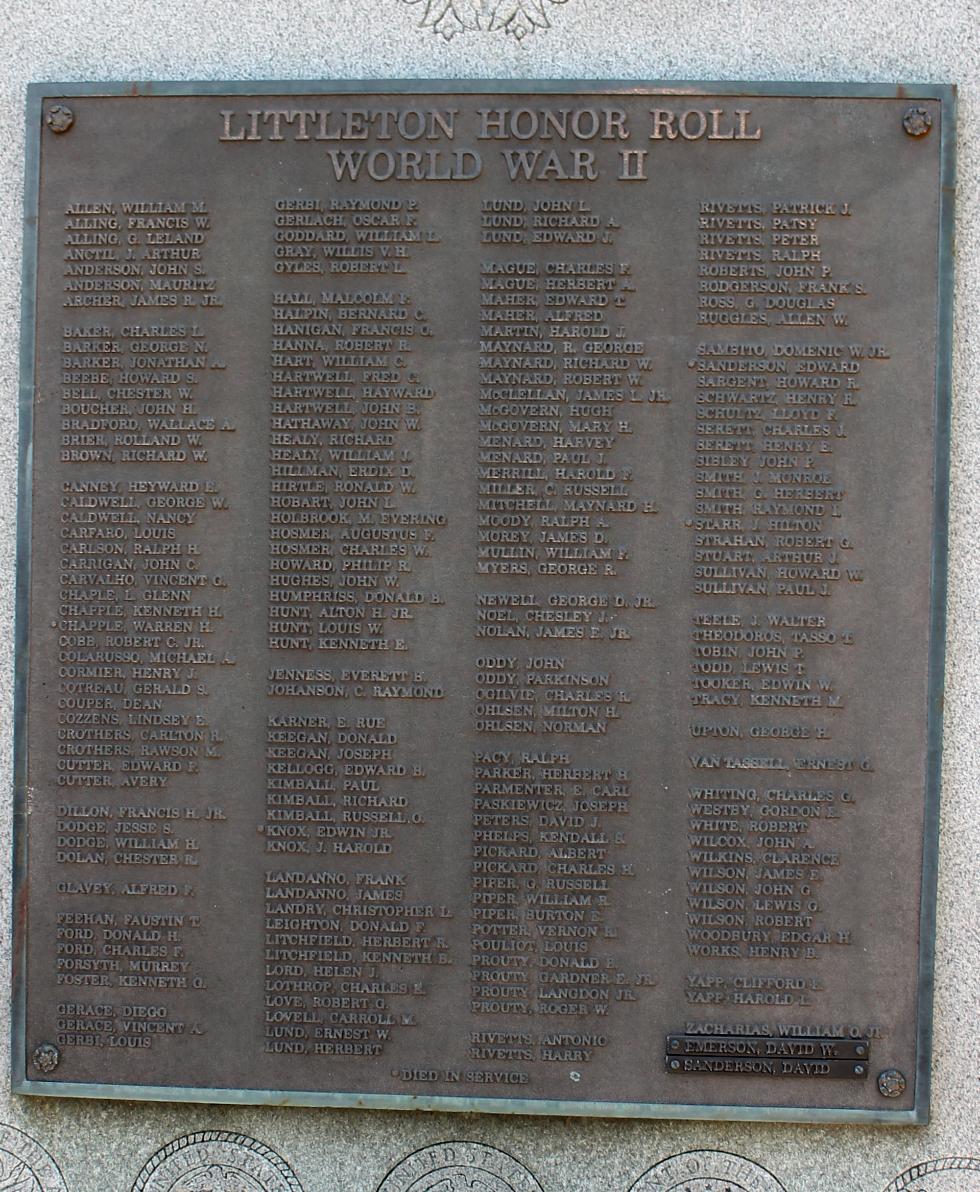 LITTLETON HONOR ROLL
WORLD WAR II
ALLEN, WILLIAM M.
ALLING, FRANCIS W.
ALLING, G. LELAND
ANCTIL, J. ARTHUR
ANDERSON, JOHN S.
ANDERSON, MAURITZ
ARCHER, JAMES R. JR.
BAKER, CHARLES L.
BARKER, GEORGE N.
BARKER, JONATHAN A.
BEEBE, HOWARD S.
BELL, CHESTER W.
BOUCHER, JOHN H.
BRADFORD, WALLACE A.
BRIER, ROLLAND W.
BROWN, RICHARD W.
CANNEY, HEYWARD E.
CALDWELL, GEORGE W.
CALDWELL, NANCY
CARFARO, LOUIS
CARLSON, RALPH H.
CARRIGAN, JOHN C.
CARVALHO, VINCENT G.
CHAPLE, L. GLENN
CHAPPLE, KENNETH H.
*CHAPPLE, WARREN H.
COBB, ROBERT C. JR.
COLARUSSO, MICHAEL A.
CORMIER, HENRY J.
COTREAU, GERALD S.
COUPER, DEAN
COZZENS, LINDSEY E.
CROTHERS, CARLTON R.
CROTHERS, RAWSON M.
CUTTER, EDWARD F.
CUTTER, AVERY
DILLON, FRANCIS H. JR.
DODGE, JESSE S.
DODGE, WILLIAM H.
DOLAN, CHESTER R.
GLAVEY, ALFRED F.
FEEHAN, FAUSTIN T.
FORD, DONALD H.
FORD, CHARLES F.
FORSYTH, MURREY
FOSTER, KENNETH G.
GERACE, DIEGO
GERACE, VINCENT A.
GERBI, LOUIS
GERBI, RAYMOND P.
GERLACH, OSCAR F.
GODDARD, WILLIAM L.
GRAY, WILLIS V. H.
GYLES, ROBERT L.
HALL, MALCOLM F.
HALPIN, BERNARD C.
HANIGAN, FRANCIS G.
HANNA, ROBERT R.
HART, WILLIAM C.
HARTWELL, FRED C.
HARTWELL, HAYWARD
HARTWELL, JOHN B.
HATHAWAY, JOHN W.
HEALY, RICHARD
HEALY, WILLIAM J.
HILLMAN, ERDIX D.
HIRTLE, RONALD W.
HOBART, JOHN L.
HOLBROOK, M. EVERING
HOSMER, AUGUSTUS F.
HOSMER, CHARLES W.
HOWARD, PHILIP R.
HUGHES, JOHN W.
HUMPHRISS, DONALD B.
HUNT, ALTON H. JR.
HUNT, LOUIS W.
HUNT, KENNETH E.
JENNESS, EVERETT B.
JOHANSON, C. RAYMOND
KARNER, E. RUE
KEEGAN, DONALD
KEEGAN, JOSEPH
KELLOGG, EDWARD B.
KIMBALL, PAUL
KIMBALL, RICHARD
KIMBALL, RUSSELL O.
*KNOX, EDWIN JR.
KNOX, J. HAROLD
LANDANNO, FRANK
LANDANNO, JAMES
LANDRY, CHRISTOPHER L.
LEIGHTON, DONALD F.
LITCHFIELD, HERBERT R.
LITCHFIELD, KENNETH B.
LORD, HELEN J.
LOTHROP, CHARLES E.
LOVE, ROBERT G.
LOVELL, CARROLL M.
LUND, ERNEST W.
LUND, HERBERT
LUND, JOHN L.
LUND, RICHARD A.
LUND, EDWARD J.
MAGUE, CHARLES F.
MAGUE, HERBERT A.
MAHER, EDWARD T.
MAHER, ALFRED
MARTIN, HAROLD J.
MAYNARD, R. GEORGE
MAYNARD, RICHARD W.
MAYNARD, ROBERT W.
McCLELLAN, JAMES L. JR.
McGOVERN, HUGH
McGOVERN, MARY H.
MENARD, HARVEY
MENARD, PAUL J.
MERRILL, HAROLD F.
MILLER, C. RUSSELL
MITCHELL, MAYNARD H.
MOODY, RALPH A.
MOREY, JAMES D.
MULLIN, WILLIAM F.
MYERS, GEORGE R.
NEWELL, GEORGE D. JR.
NOEL, CHESLEY J.
NOLAN, JAMES E. JR.
ODDY, JOHN
ODDY, PARKINSON
OGILVIE, CHARLES R.
OHLSEN, MILTON H.
OHLSEN, NORMAN
PACY, RALPH
PARKER, HERBERT H.
PARMENTER, E. CARL
PASKIEWICZ, JOSEPH
PETERS, DAVID J.
PHELPS, KENDALL
PICKARD, ALBERT
PICKARD, CHARLES H.
PIPER, G. RUSSELL
PIPER, WILLIAM R.
PIPER, BURTON E.
POTTER, VERNON R.
POULIOT, LOUIS
PROUTY, DONALD E.
PROUTY, GARDNER E. JR.
PROUTY, LANGDON JR.
PROUTY, ROGER W.
RIVETTS, ANTONIO
RIVETTS, HARRY
RIVETTS, PATRICK J.
RIVETTS, PATSY
RIVETTS, PETER
RIVETTS, RALPH
ROBERTS, JOHN P.
RODGERSON, FRANK S.
ROSS, G. DOUGLAS
RUGGLES, ALLEN W.
SAMBITO, DOMENIC W. JR.
*SANDERSON, EDWARD
SARGENT, HOWARD R.
SCHWARTZ, HENRY R.
SCHULTZ, LLOYD F.
SERETT, CHARLES J.
SERETT, HENRY E.
SIBLEY, JOHN P.
SMITH, J. MUNROE
SMITH, G. HERBERT
SMITH, RAYMOND I.
*STARR, J. HILTON
STRAHAN, ROBERT G.
STUART, ARTHUR J.
SULLIVAN, HOWARD W.
SULLIVAN, PAUL J.
TEELE, J. WALTER
THEODOROS, TASSO T.
TOBIN, JOHN P.
TODD, LEWIS T.
TOOKER, EDWIN W.
TRACY, KENNETH M.
UPTON, GEORGE H.
VAN TASSELL, ERNEST G.
WHITING, CHARLES G.
WESTBY, GORDON E.
WHITE, ROBERT
WILCOX, JOHN A.
WILKINS, CLARENCE
WILSON, JAMES E.
WILSON, JOHN G.
WILSON, LEWIS G.
WILSON, ROBERT
WOODBURY, EDGAR H.
WORKS, HENRY B.
YAPP, CLIFFORD E.
YAPP, HAROLD L.
ZACHARIAS, WILLIAM O. JR.
EMERSON, DAVID W.
SANDERSON, DAVID
*DIED IN SERVICE
UNITED STATES
UNITED STATES